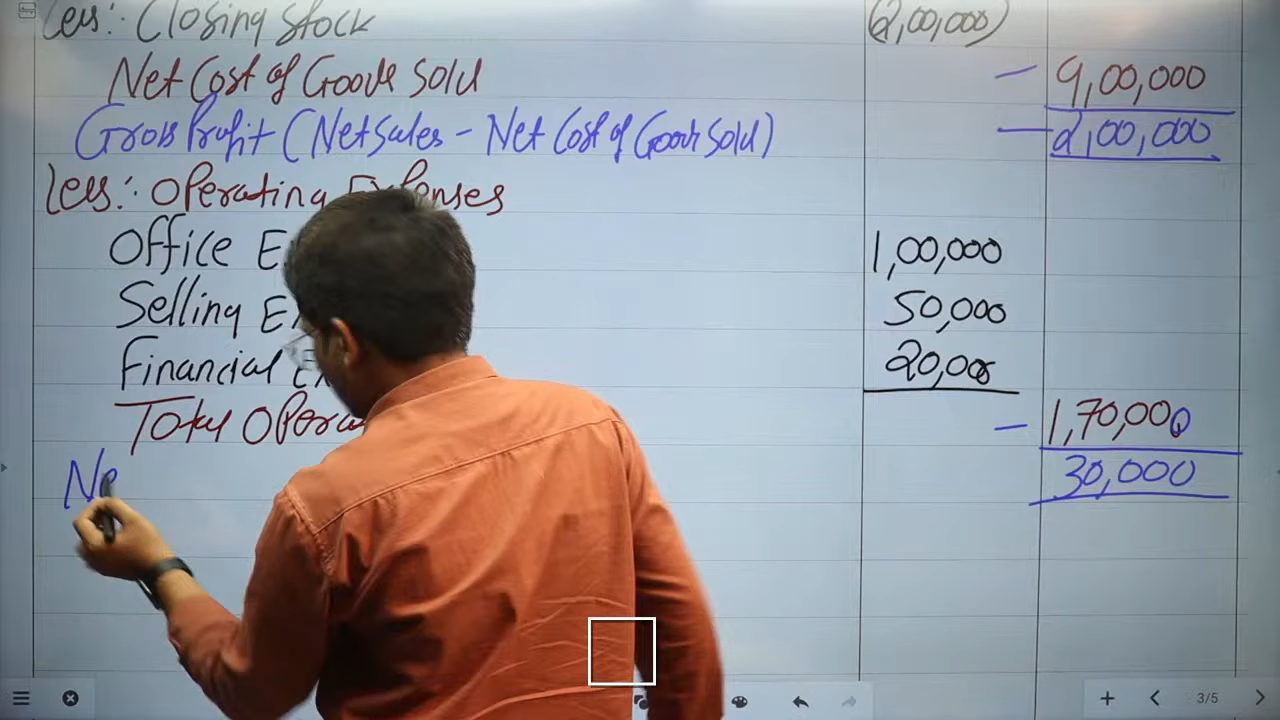 Less: Closing Stock (2,00,000)
Net Cost of Goods Sold - 9,00,000
Gross Profit (Net Sales - Net Cost of Goods Sold) 2,00,000
Less: Operating Expenses
Office 1,00,000
Selling 50,000
Financial 20,000
Total - 1,70,000
30,000
3/5